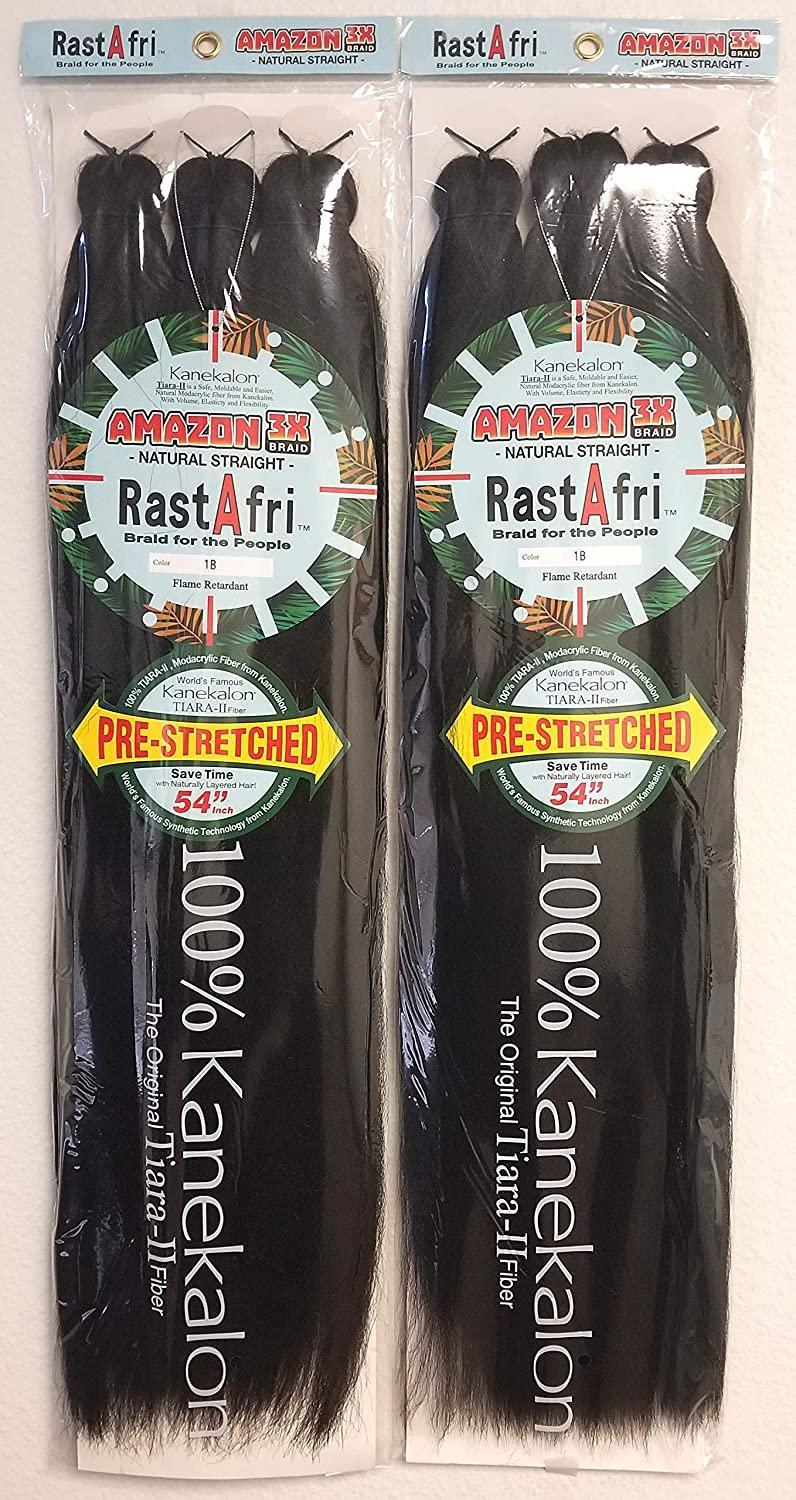 RastAfri™
Braid for the People
AMAZON 3X
BRAID
- NATURAL STRAIGHT -
Kanekalon®
Tiara-II is a Safe, Moldable and Easier,
Natural Modacrylic fiber from Kanekalon.
With Volume, Elasticty and Flexibility
AMAZON 3X
BRAID
- NATURAL STRAIGHT -
RastAfri™
Braid for the People
Color 1B
Flame Retardant
100% TIARA-II, Modacrylic Fiber from Kanekalon.
World's Famous
Kanekalon®
TIARA-II Fiber
PRE-STRETCHED
Save Time
with Naturally Layered Hair!
54” Inch
World's Famous Synthetic Technology from Kanekalon.
100% Kanekalon
The Original Tiara-II Fiber
RastAfri™
Braid for the People
AMAZON 3X
BRAID
- NATURAL STRAIGHT -
Kanekalon®
Tiara-II is a Safe, Moldable and Easier,
Natural Modacrylic fiber from Kanekalon.
With Volume, Elasticty and Flexibility
AMAZON 3X
BRAID
- NATURAL STRAIGHT -
RastAfri™
Braid for the People
Color 1B
Flame Retardant
100% TIARA-II, Modacrylic Fiber from Kanekalon.
World's Famous
Kanekalon®
TIARA-II Fiber
PRE-STRETCHED
Save Time
with Naturally Layered Hair!
54” Inch
World's Famous Synthetic Technology from Kanekalon.
100% Kanekalon
The Original Tiara-II Fiber